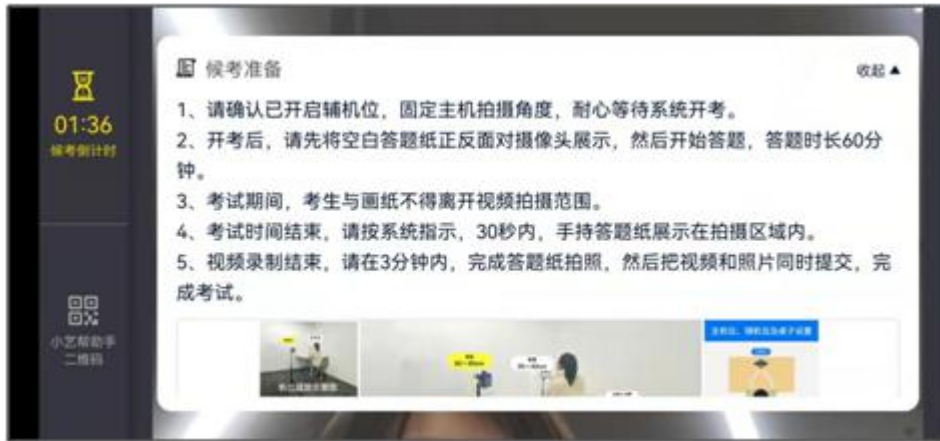 候考准备
收起 ▲
01:36
候考倒计时
1、请确认已开启辅机位，固定主机拍摄角度，耐心等待系统开考。
2、开考后，请先将空白答题纸正反面对摄像头展示，然后开始答题，答题时长60分
钟。
3、考试期间，考生与画纸不得离开视频拍摄范围。
4、考试时间结束，请按系统指示，30秒内，手持答题纸展示在拍摄区域内。
5、视频录制结束，请在3分钟内，完成答题纸拍照，然后把视频和照片同时提交，完
成考试。
小艺帮助手
二维码